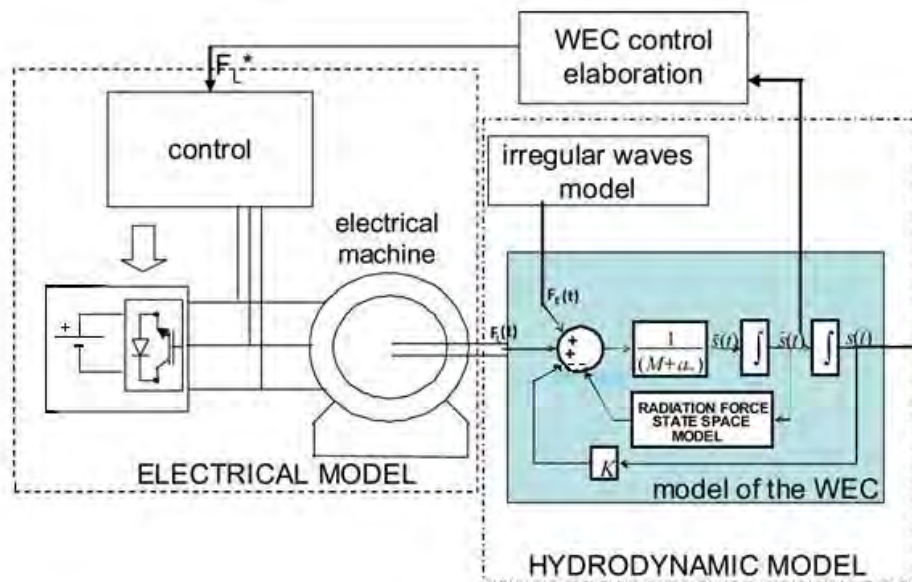 WEC control
elaboration
F_L*
control
irregular waves
model
electrical
machine
F_E(t)
F_L(t)
+
+
+
-
-
1
(M+a∞)
s̈(t)
∫
ṡ(t)
∫
s(t)
+
-
RADIATION FORCE
STATE SPACE
MODEL
K
model of the WEC
ELECTRICAL MODEL
HYDRODYNAMIC MODEL